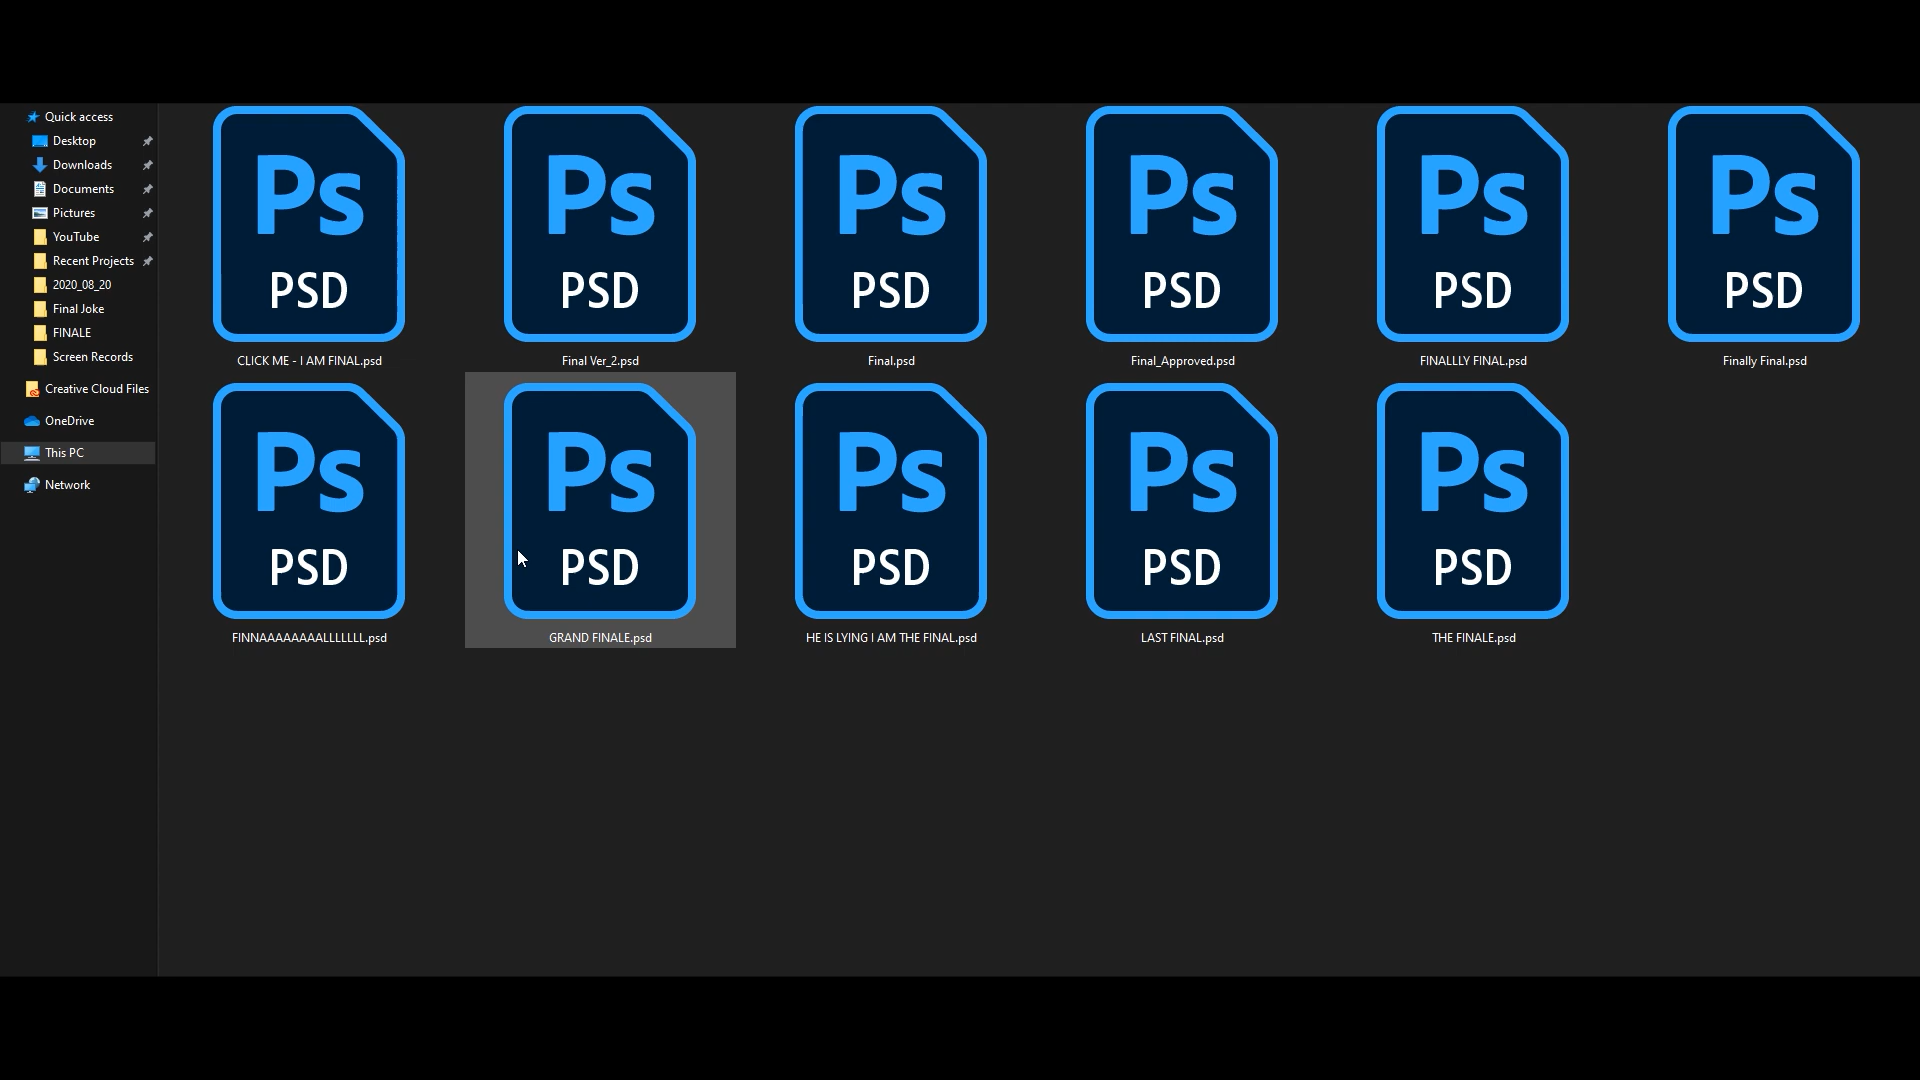 Quick access
Desktop
Downloads
Documents
Pictures
YouTube
Recent Projects
2020_08_20
Final Joke
FINALE
Screen Records
Creative Cloud Files
OneDrive
This PC
Network
Ps Ps Ps Ps Ps Ps
PSD PSD PSD PSD PSD PSD
CLICK ME - I AM FINAL.psd Final Ver_2.psd Final.psd Final_Approved.psd FINALLLY FINAL.psd Finally Final.psd
Ps Ps Ps Ps Ps
PSD PSD PSD PSD PSD
FINNAAAAAAAALLLLLLL.psd GRAND FINALE.psd HE IS LYING I AM THE FINAL.psd LAST FINAL.psd THE FINALE.psd